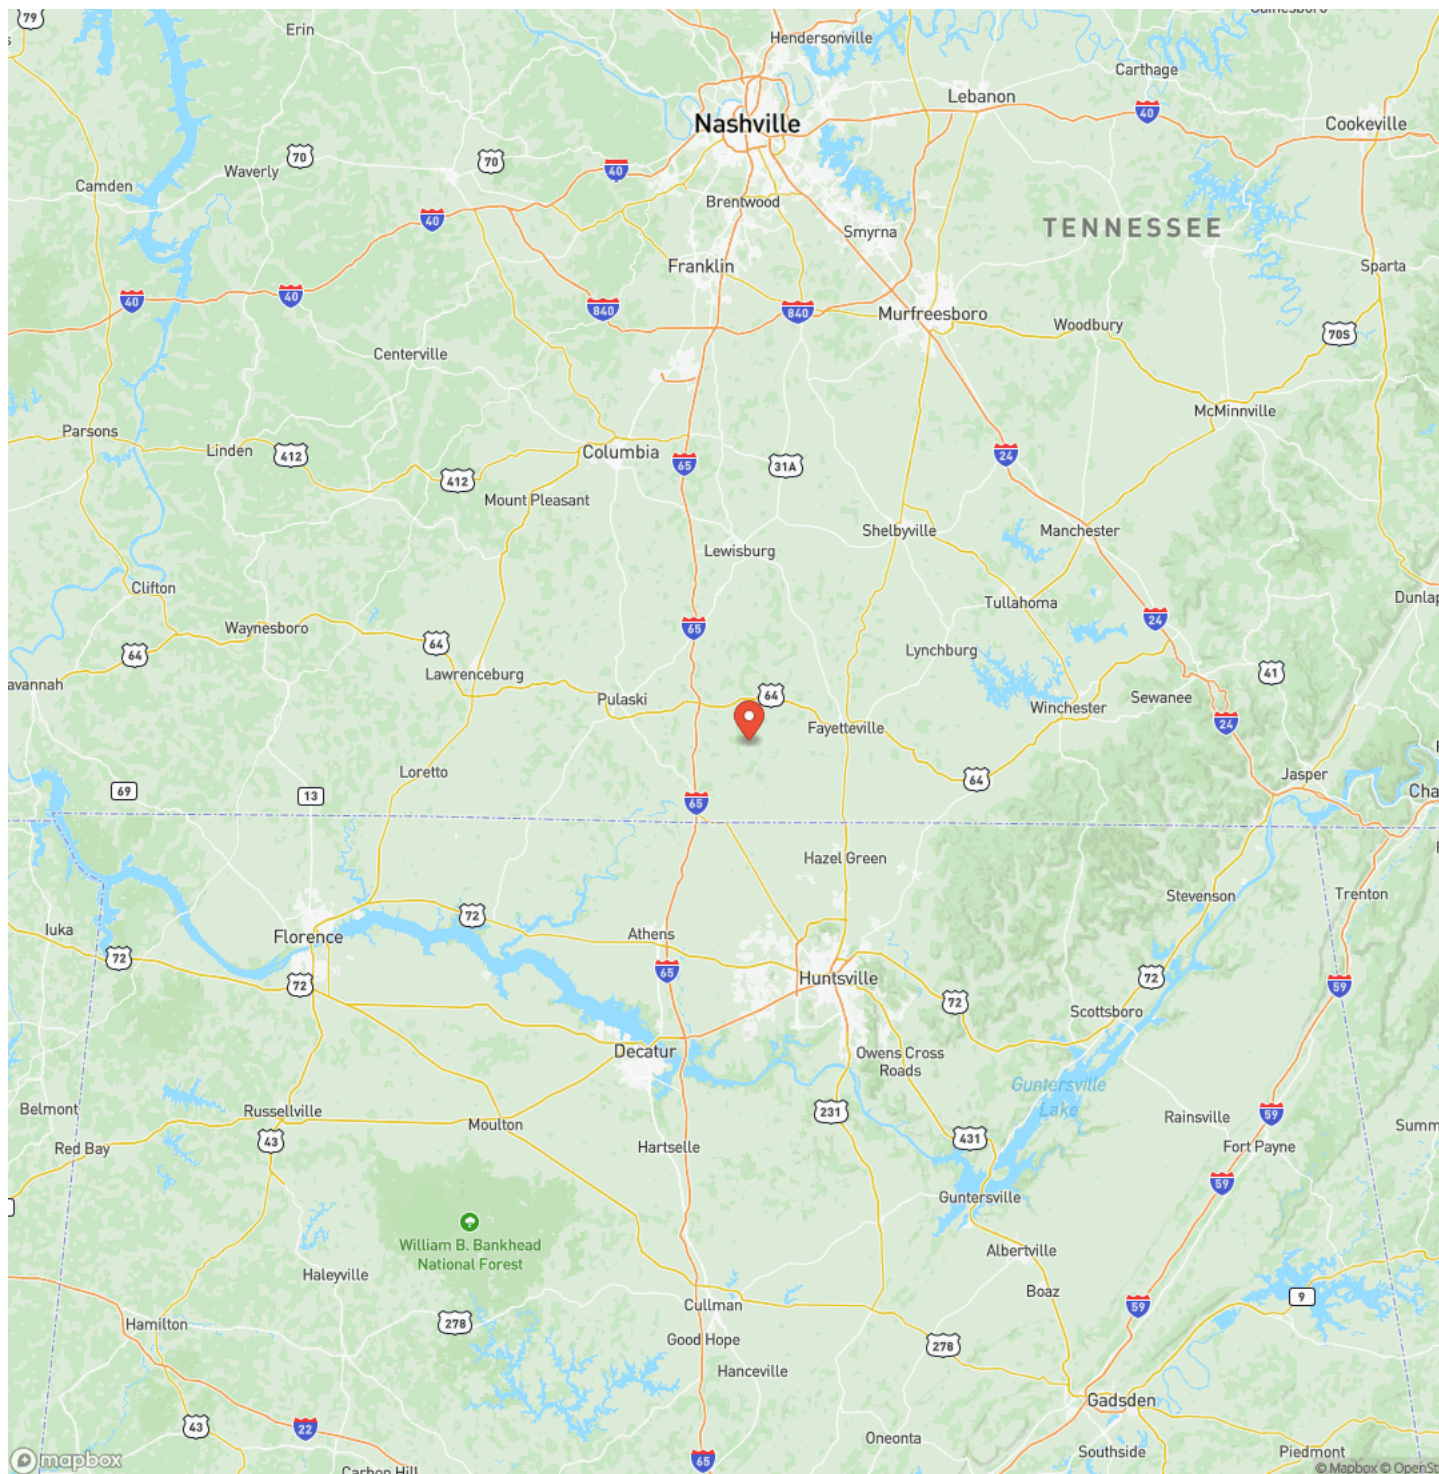 79
Erin
Hendersonville
Carthage
Lebanon
40
Nashville
Cookeville
70
70
Waverly
40
Camden
Brentwood
40
TENNESSEE
Smyrna
Franklin
Sparta
40
40
840
840
Murfreesboro
Woodbury
70S
Centerville
McMinnville
Parsons
Linden
412
Columbia
65
31A
24
412
Mount Pleasant
Shelbyville
Manchester
Lewisburg
Clifton
Dunlap
Tullahoma
24
Waynesboro
65
64
64
Lynchburg
Lawrenceburg
41
avannah
Pulaski
64
Sewanee
Winchester
24
Fayetteville
Loretto
64
Jasper
69
13
65
Cha
Hazel Green
Stevenson
Trenton
72
Iuka
Florence
Athens
72
65
Huntsville
72
72
72
59
Scottsboro
Decatur
Owens Cross
Roads
Guntersville
Lake
Belmont
Russellville
231
59
Rainsville
Moulton
Summ
43
Red Bay
Hartselle
431
Fort Payne
59
Guntersville
William B. Bankhead
National Forest
Albertville
Haleyville
Boaz
9
Cullman
59
Hamilton
278
Good Hope
278
Hanceville
Gadsden
43
22
Oneonta
Southside
Piedmont
65
mapbox
Carbon Hill
© Mapbox © OpenSt